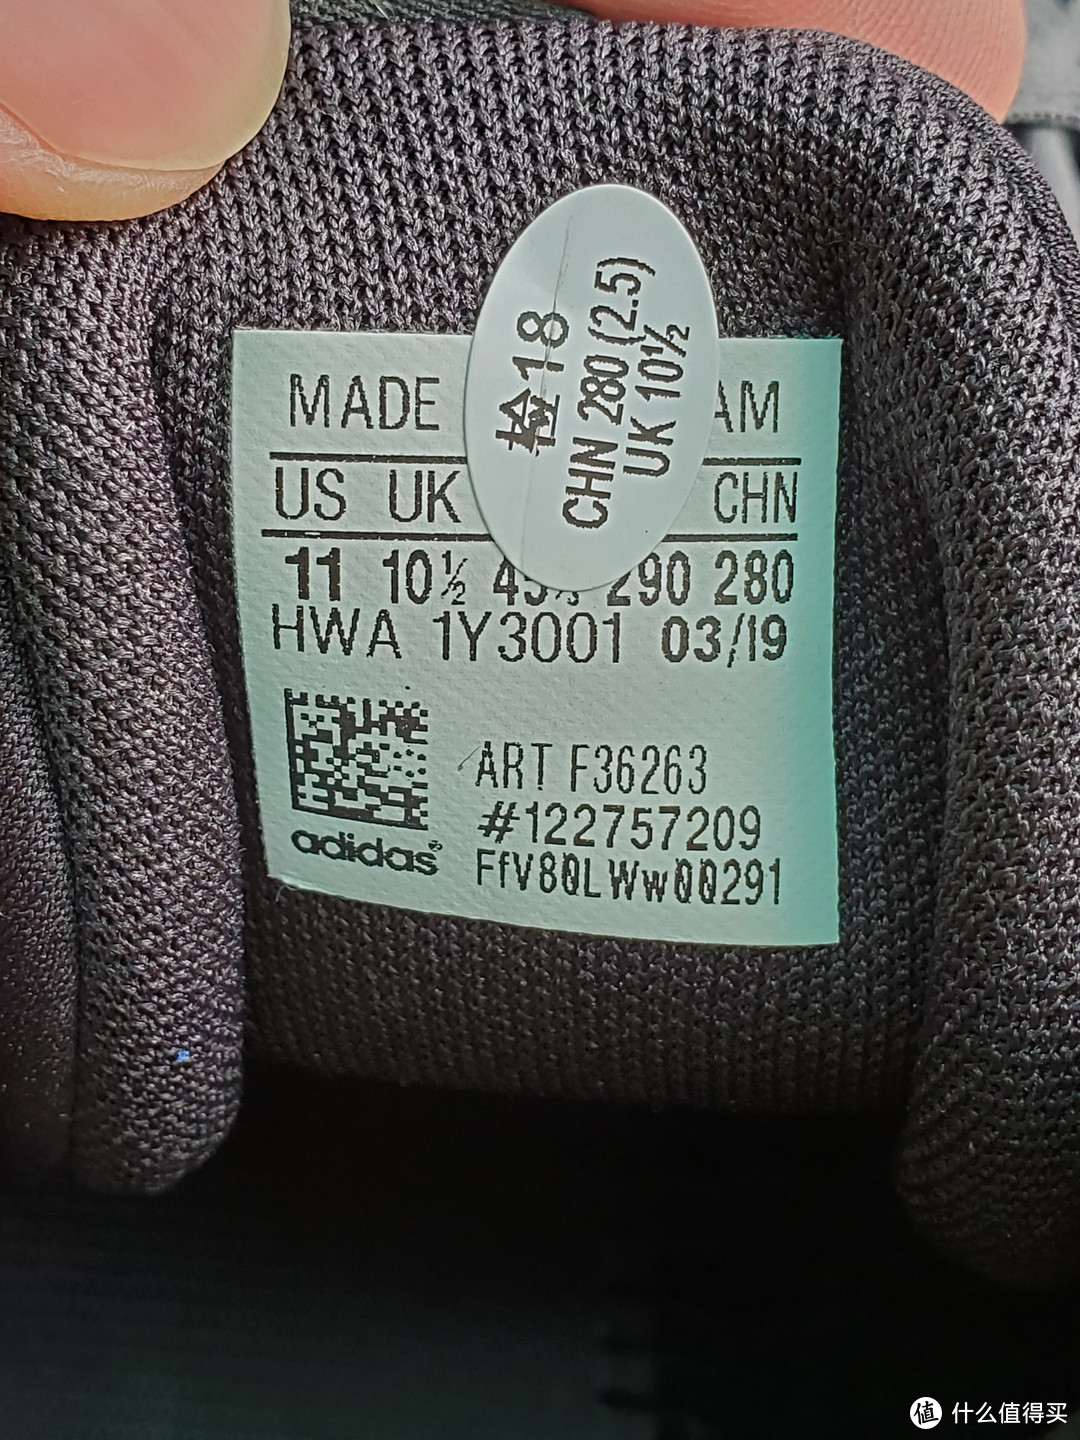 MADE AM
US UK CHN
11 10½ 290 280
HWA 1Y3001 03/19
ART F36263
#122757209
FfV80LWw00291
adidas®
检18
CHN 280 (2.5)
UK 10½
值 什么值得买